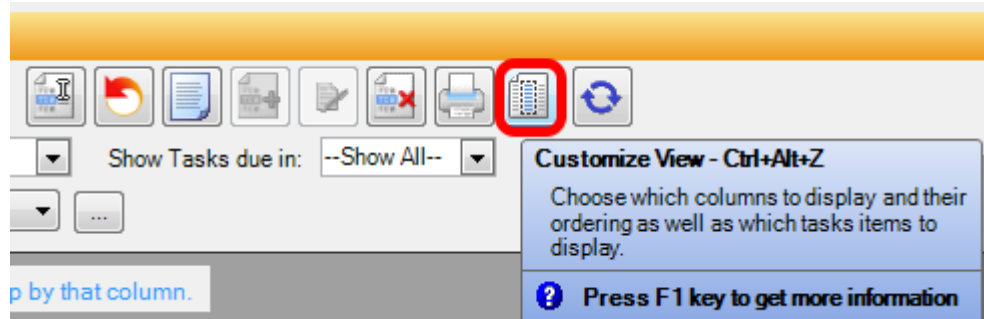 Show Tasks due in: --Show All--
...
Customize View - Ctrl+Alt+Z
Choose which columns to display and their
ordering as well as which tasks items to
display.
p by that column.
Press F1 key to get more information